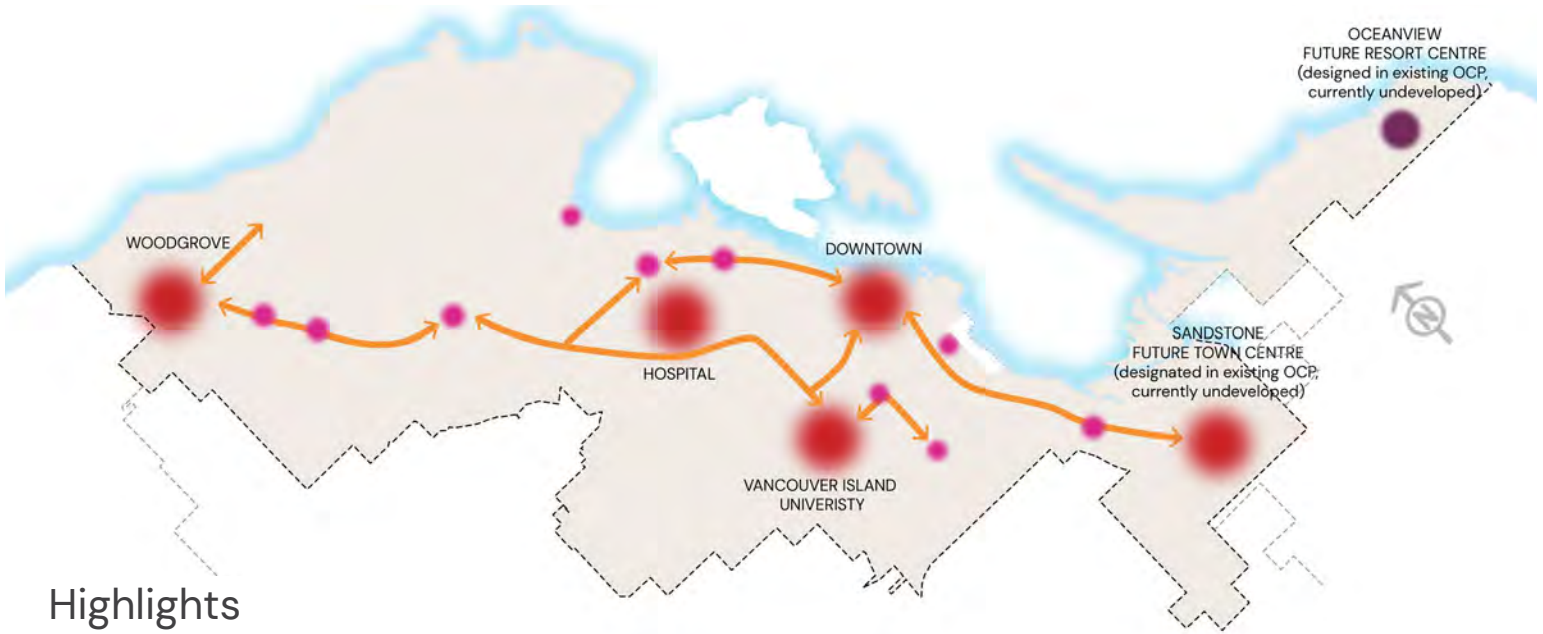 OCEANVIEW
FUTURE RESORT CENTRE
(designed in existing OCP,
currently undeveloped)
WOODGROVE
DOWNTOWN
N
SANDSTONE
FUTURE TOWN CENTRE
(designated in existing OCP,
currently undeveloped)
HOSPITAL
VANCOUVER ISLAND
UNIVERISTY
Highlights